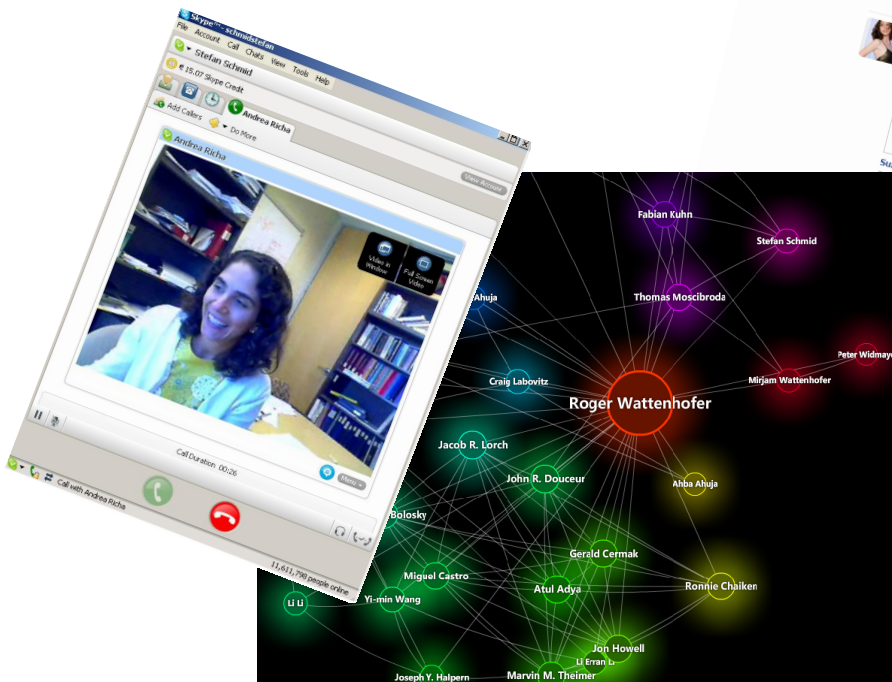 Skype™ - schmidstefan
File Account Call Chats View Tools Help
Stefan Schmid
€ 15.07 Skype Credit
Andrea Richa
Add Callers Do More
Andrea Richa
View Account
Video in Window
Full Screen Video
Call Duration 00:26
Menu
Call with Andrea Richa
11,611,798 people online
Fabian Kuhn
Stefan Schmid
Ahuja
Thomas Moscibroda
Peter Widmaye
Craig Labovitz
Mirjam Wattenhofer
Roger Wattenhofer
Jacob R. Lorch
John R. Douceur
Ahba Ahuja
Bolosky
Gerald Cermak
Miguel Castro
Atul Adya
Ronnie Chaiken
Li Li
Yi-min Wang
Jon Howell
Li Erran Li
Joseph Y. Halpern
Marvin M. Theimer